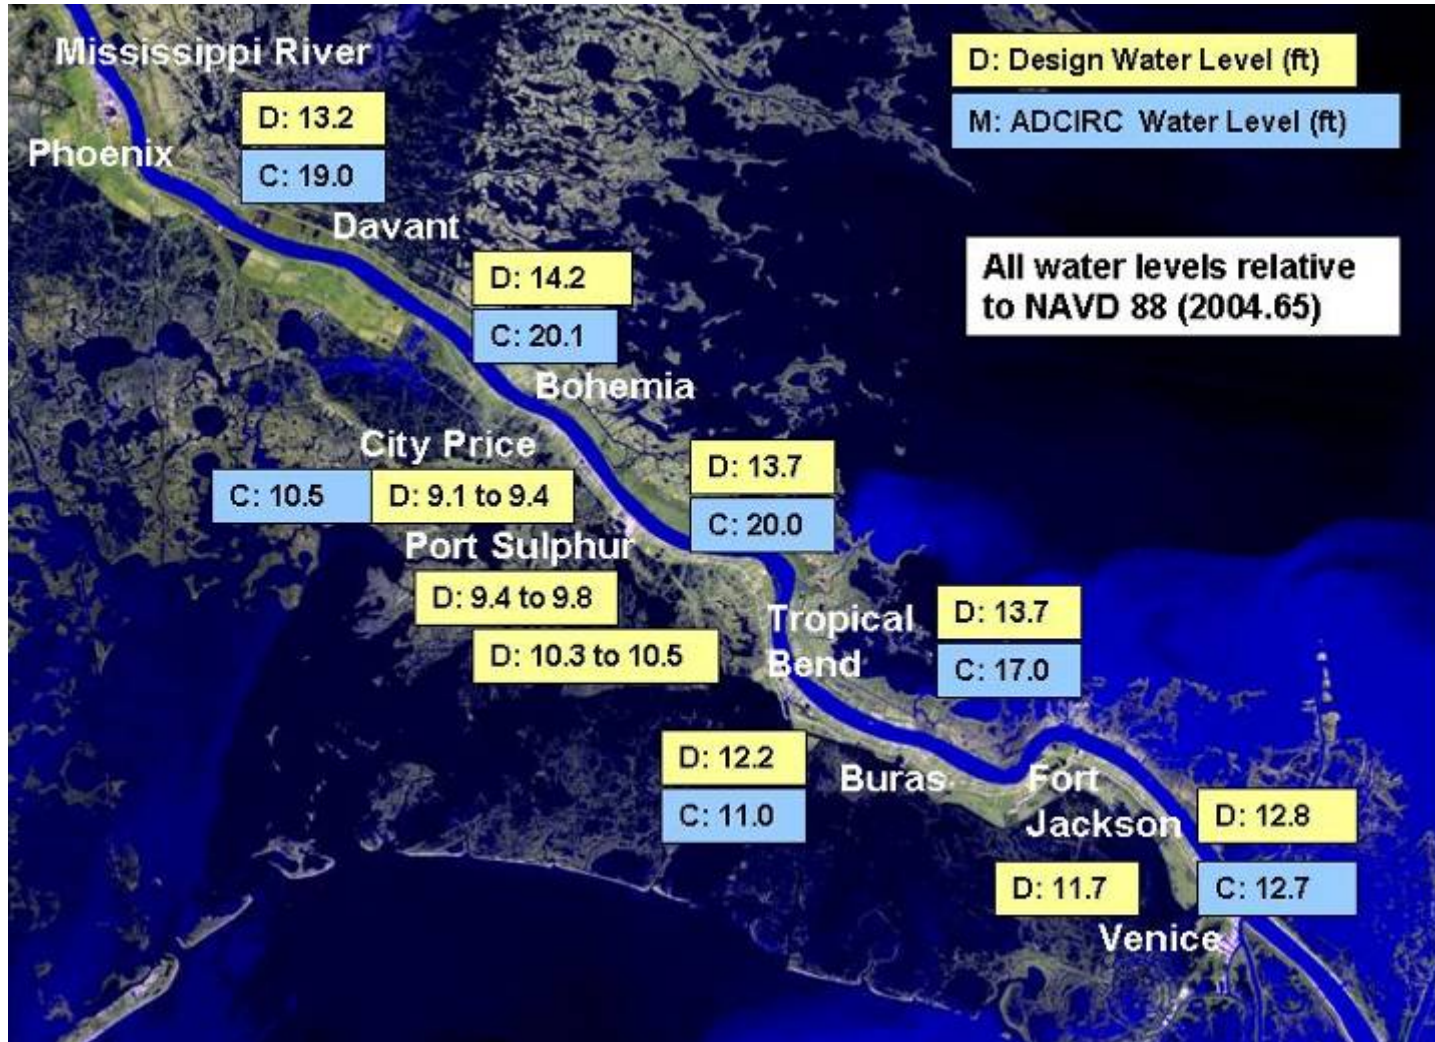 Mississippi River
D: Design Water Level (ft)
M: ADCIRC  Water Level (ft)
D: 13.2
Phoenix
C: 19.0
Davant
All water levels relative
to NAVD 88 (2004.65)
D: 14.2
C: 20.1
Bohemia
City Price
D: 13.7
C: 10.5
D: 9.1 to 9.4
C: 20.0
Port Sulphur
D: 9.4 to 9.8
Tropical
Bend
D: 13.7
D: 10.3 to 10.5
C: 17.0
D: 12.2
C: 11.0
Buras
Fort
Jackson
D: 12.8
D: 11.7
C: 12.7
Venice